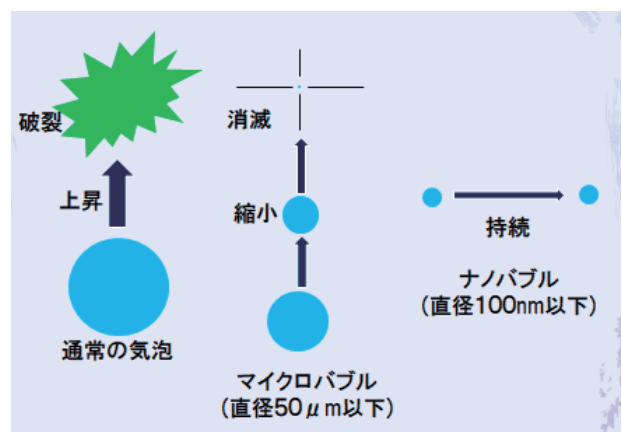 破裂
上昇
通常の気泡
消滅
縮小
マイクロバブル
(直径50μm以下)
持続
ナノバブル
(直径100nm以下)